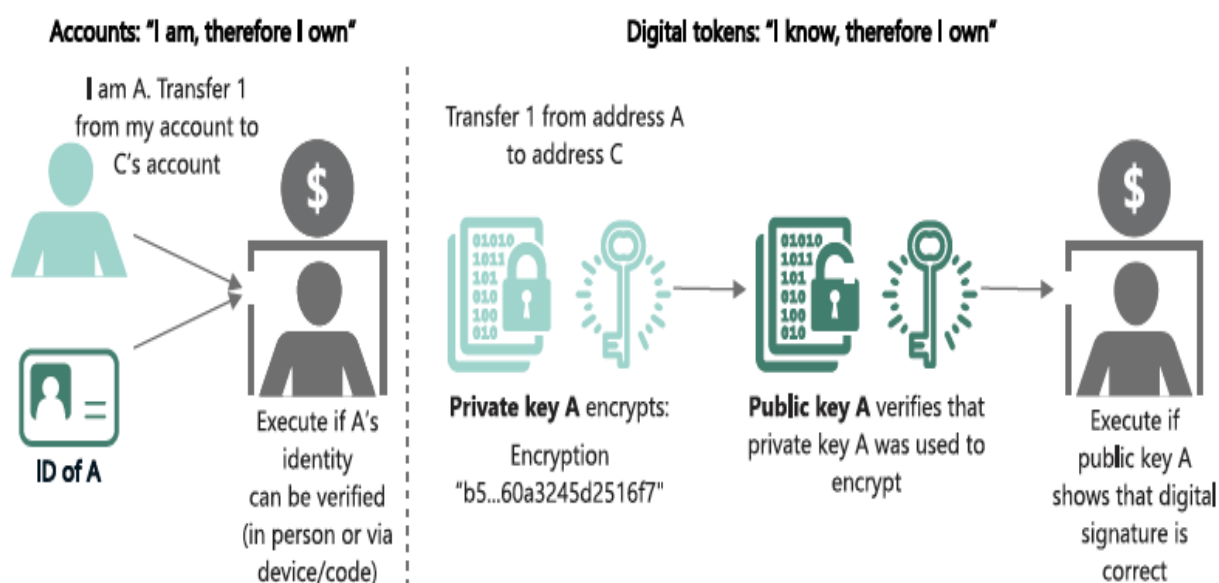 Accounts: "I am, therefore I own"
I am A. Transfer 1
from my account to
C's account
$
ID of A
Execute if A's
identity
can be verified
(in person or via
device/code)
Digital tokens: "I know, therefore I own"
Transfer 1 from address A
to address C
01010
1011
101
010
100
010
Private key A encrypts:
Encryption
"b5...60a3245d2516f7"
01010
1011
101
010
100
010
Public key A verifies that
private key A was used to
encrypt
$
Execute if
public key A
shows that digital
signature is
correct